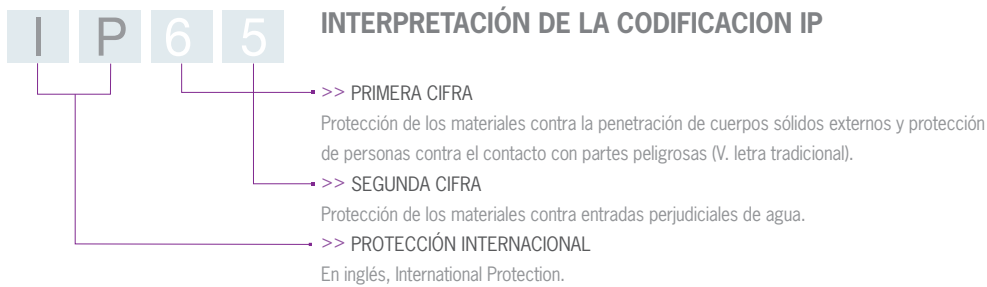 IP65
INTERPRETACIÓN DE LA CODIFICACION IP
>> PRIMERA CIFRA
Protección de los materiales contra la penetración de cuerpos sólidos externos y protección
de personas contra el contacto con partes peligrosas (V. letra tradicional).
>> SEGUNDA CIFRA
Protección de los materiales contra entradas perjudiciales de agua.
>> PROTECCIÓN INTERNACIONAL
En inglés, International Protection.